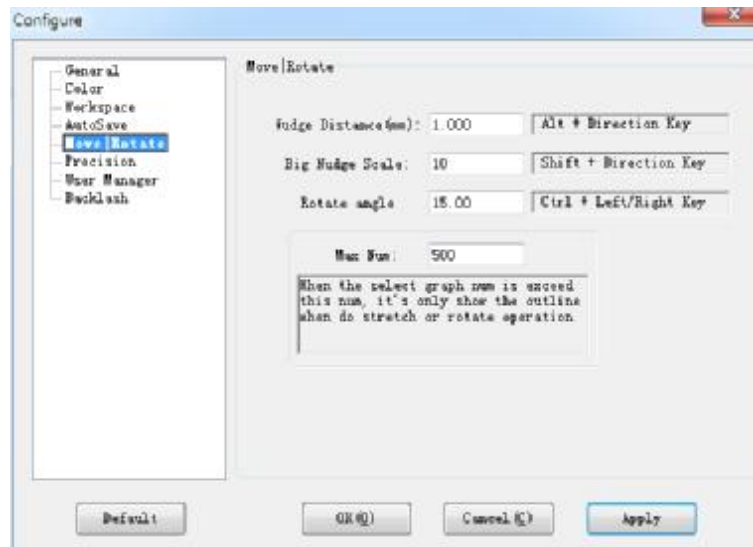 Configure
General
Color
Workspace
AutoSave
Move|Rotate
Precision
User Manager
Backlash
Move|Rotate
Nudge Distance(mm): 1.000 Alt + Direction Key
Big Nudge Scale: 10 Shift + Direction Key
Rotate angle 15.00 Ctrl + Left/Right Key
Max Num: 500
When the select graph num is exceed
this num, it's only show the outline
when do stretch or rotate operation
Default OK(O) Cancel(C) Apply